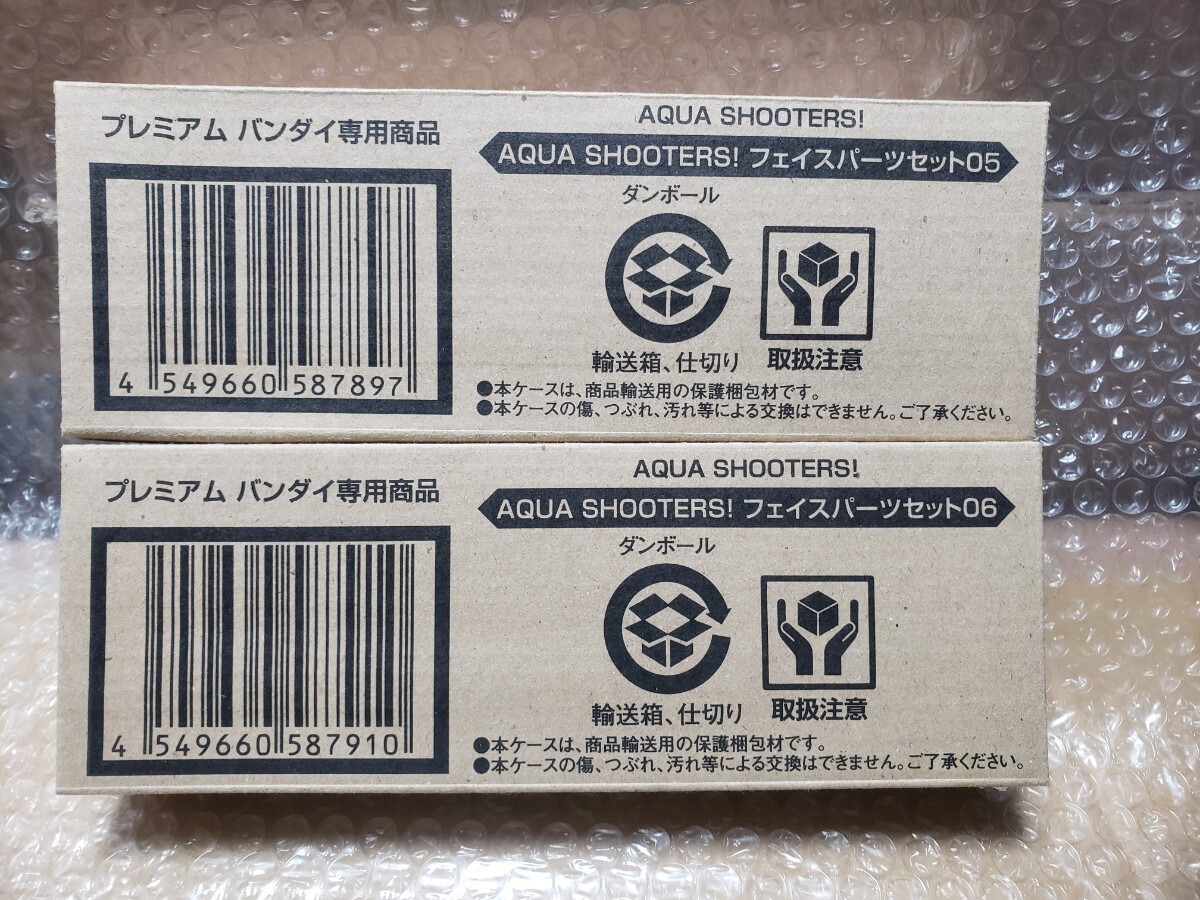 プレミアム バンダイ専用商品
4 549660 587897
AQUA SHOOTERS!
AQUA SHOOTERS! フェイスパーツセット05
ダンボール
輸送箱、仕切り
取扱注意
●本ケースは、商品輸送用の保護梱包材です。
●本ケースの傷、つぶれ、汚れ等による交換はできません。ご了承ください。
プレミアム バンダイ専用商品
4 549660 587910
AQUA SHOOTERS!
AQUA SHOOTERS! フェイスパーツセット06
ダンボール
輸送箱、仕切り
取扱注意
●本ケースは、商品輸送用の保護梱包材です。
●本ケースの傷、つぶれ、汚れ等による交換はできません。ご了承ください。